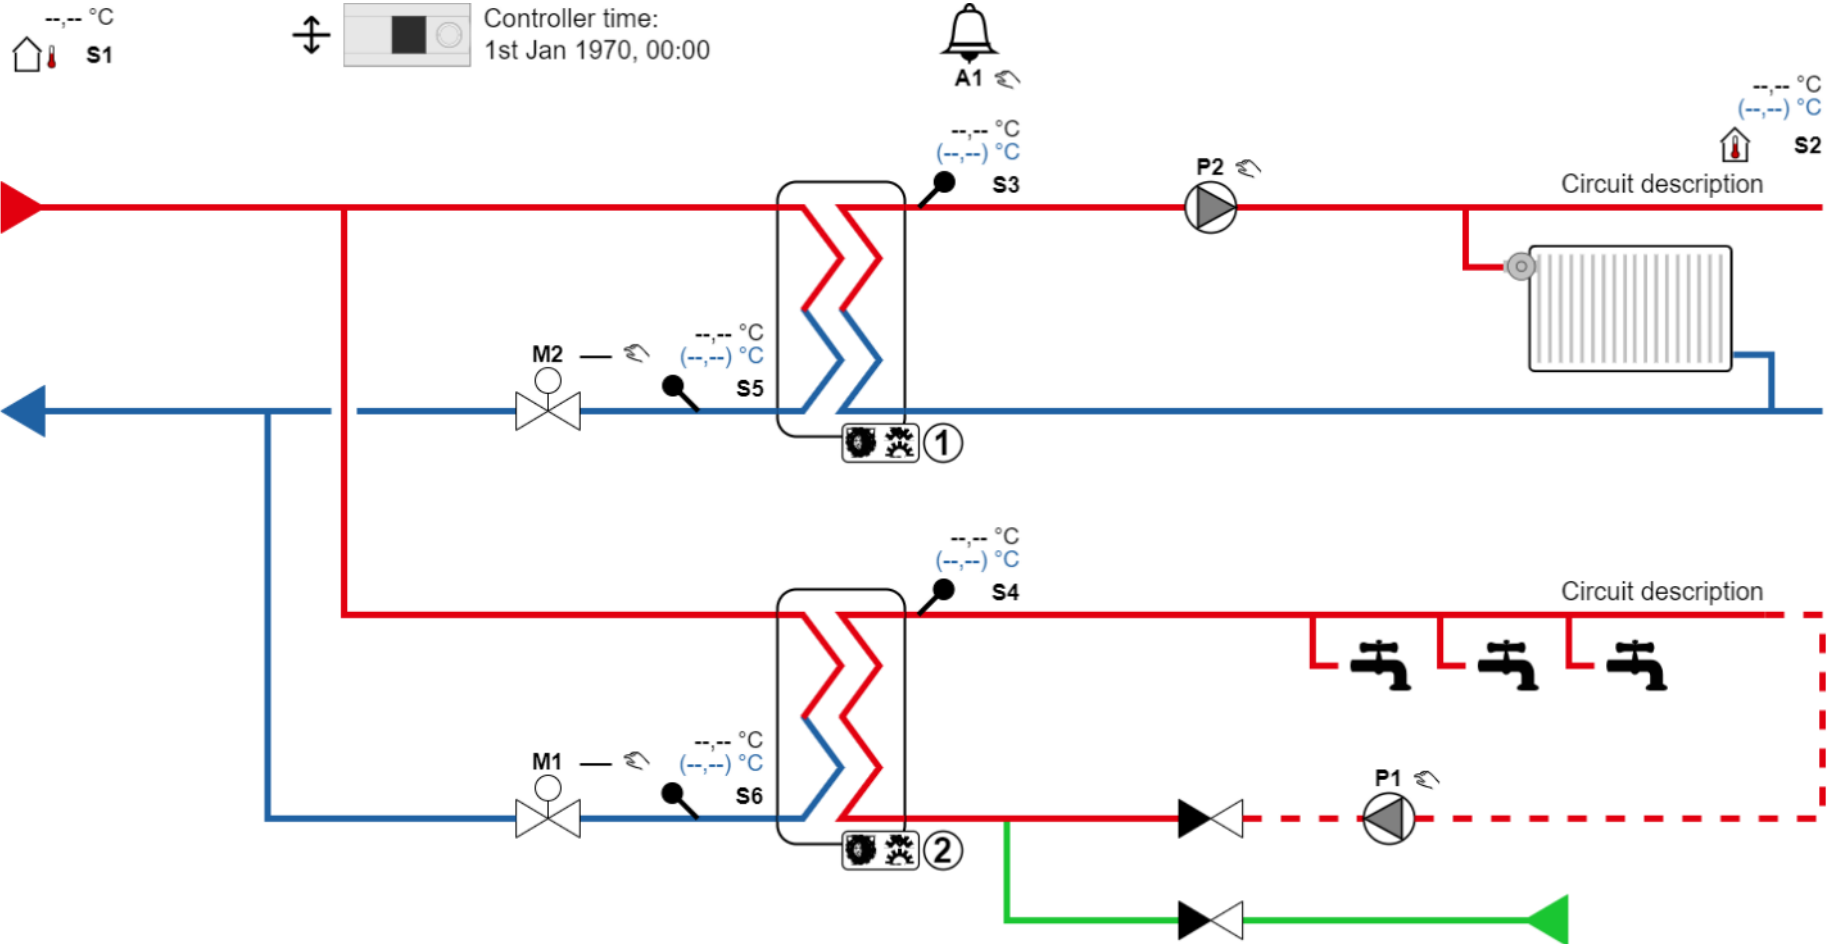 --,-- °C
S1
Controller time:
1st Jan 1970, 00:00
A1
--,-- °C
(--,--) °C
S2
--,-- °C
(--,--) °C
S3
P2
Circuit description
M2
--,-- °C
(--,--) °C
S5
1
--,-- °C
(--,--) °C
S4
Circuit description
M1
--,-- °C
(--,--) °C
S6
P1
2